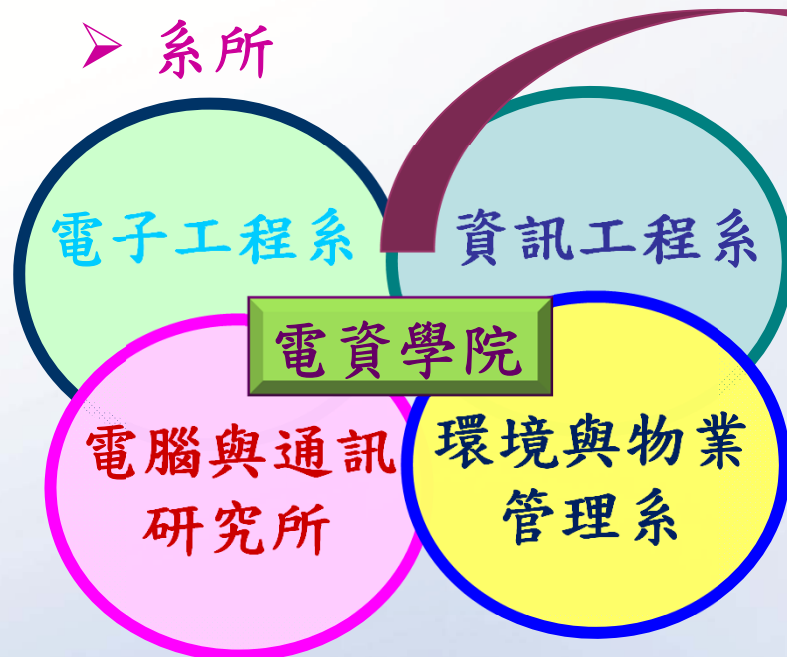 系所
電子工程系
資訊工程系
電資學院
電腦與通訊
研究所
環境與物業
管理系